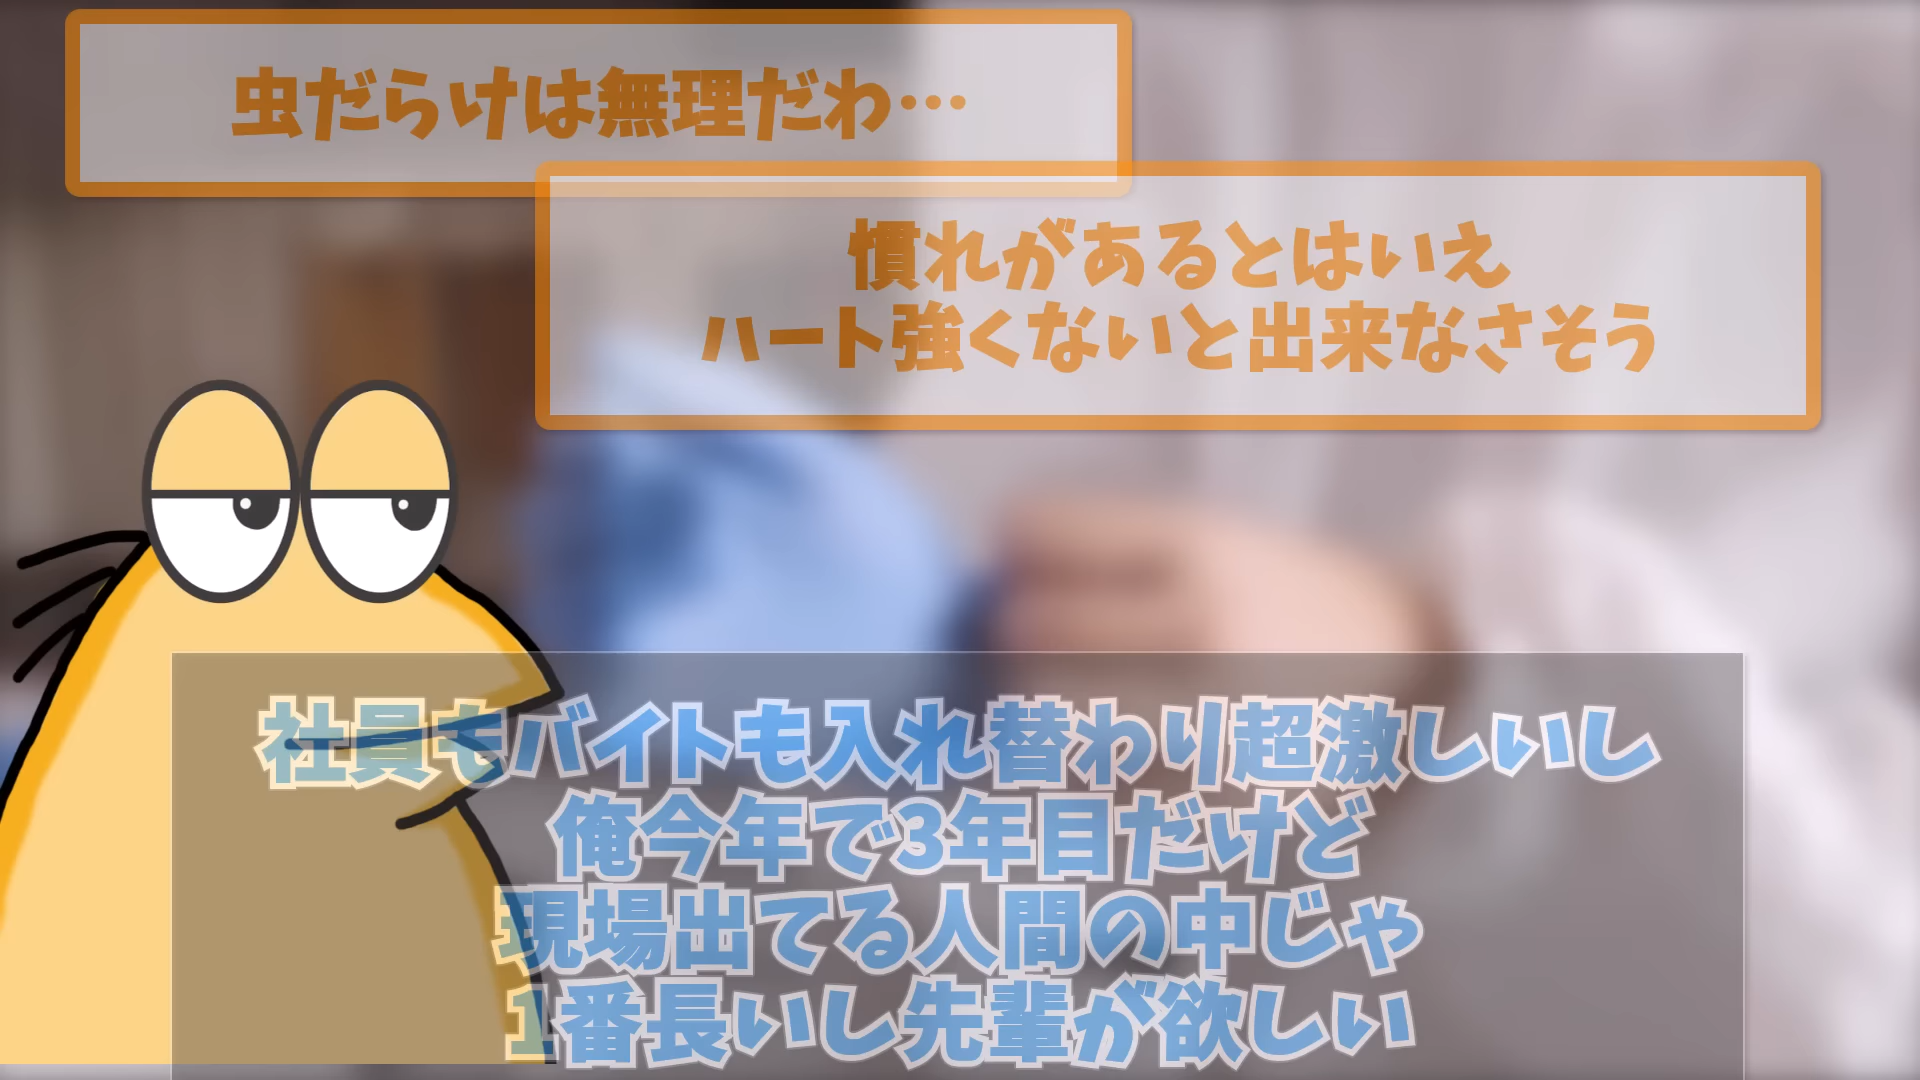 虫だらけは無理だわ…
慣れがあるとはいえ
ハート強くないと出来なさそう
社員もバイトも入れ替わり超激しいし
俺今年で3年目だけど
現場出てる人間の中じゃ
1番長いし先輩が欲しい